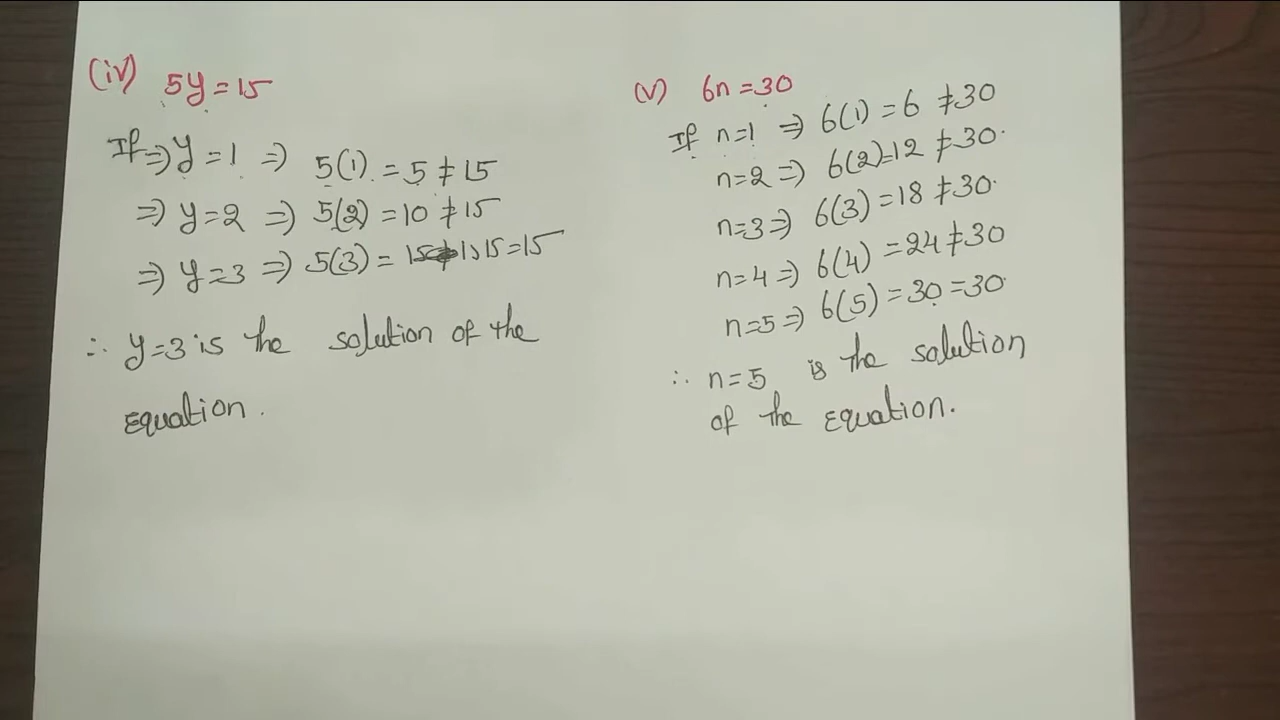 (iv) 5y = 15
If ⇒ y = 1 ⇒ 5(1) = 5 ≠ 15
⇒ y = 2 ⇒ 5(2) = 10 ≠ 15
⇒ y = 3 ⇒ 5(3) = 15 = 15
∴ y = 3 is the solution of the
Equation.
(v) 6n = 30
If n = 1 ⇒ 6(1) = 6 ≠ 30
n = 2 ⇒ 6(2) = 12 ≠ 30.
n = 3 ⇒ 6(3) = 18 ≠ 30.
n = 4 ⇒ 6(4) = 24 ≠ 30
n = 5 ⇒ 6(5) = 30 = 30.
∴ n = 5 is the solution
of the Equation.